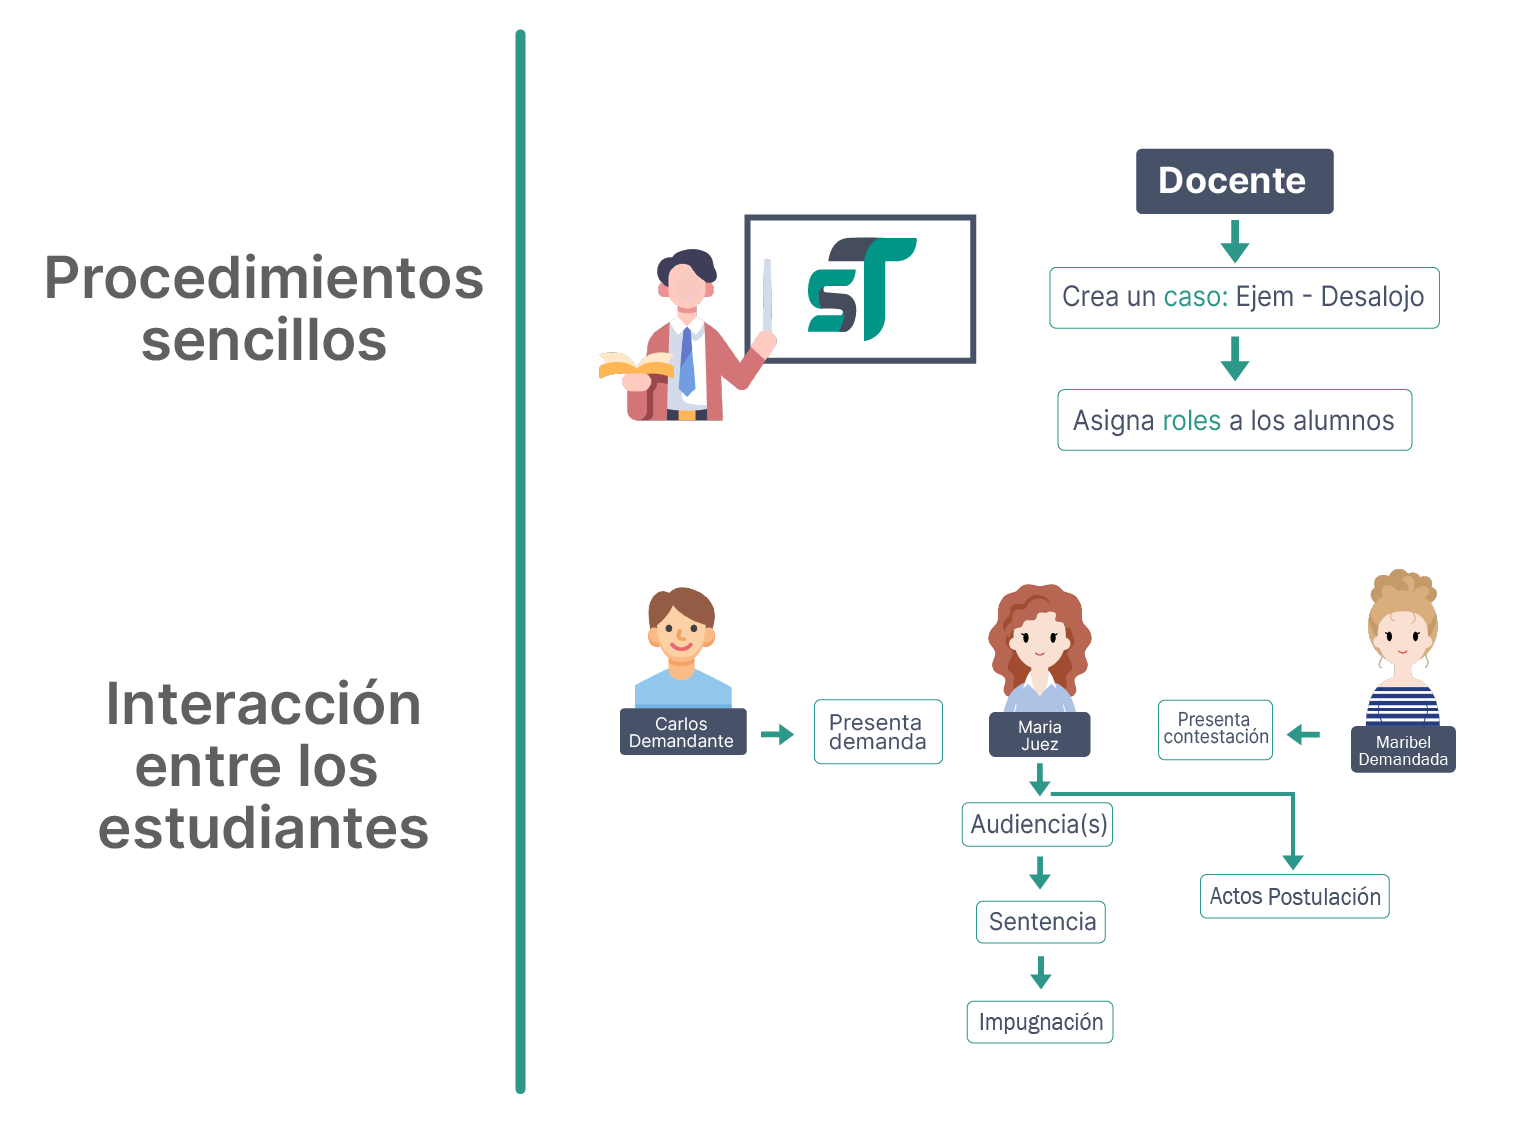 Procedimientos
sencillos
ST
Docente
Crea un caso: Ejem - Desalojo
Asigna roles a los alumnos
Interacción
entre los
estudiantes
Carlos
Demandante
Presenta
demanda
Maria
Juez
Presenta
contestación
Maribel
Demandada
Audiencia(s)
Actos Postulación
Sentencia
Impugnación